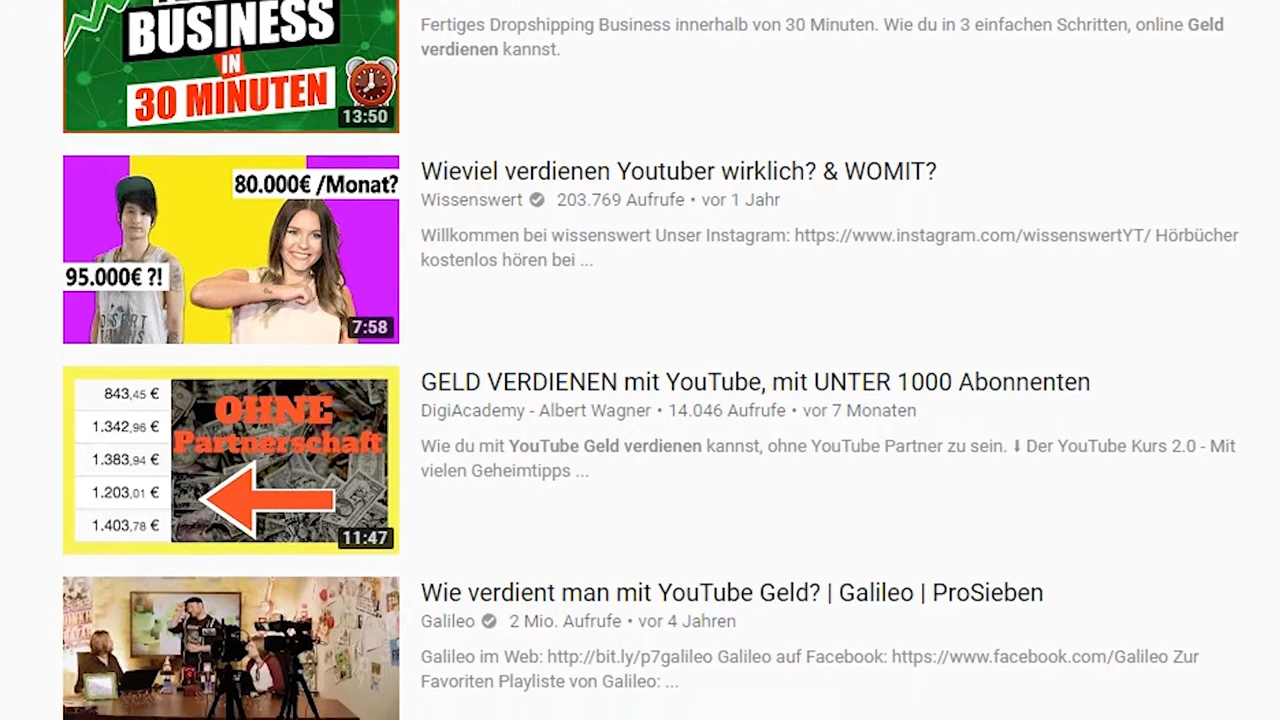 BUSINESS
IN
30 MINUTEN
13:50
Fertiges Dropshipping Business innerhalb von 30 Minuten. Wie du in 3 einfachen Schritten, online Geld
verdienen kannst.
80.000€ /Monat?
95.000€ ?!
7:58
Wieviel verdienen Youtuber wirklich? & WOMIT?
Wissenswert 203.769 Aufrufe • vor 1 Jahr
Willkommen bei wissenswert Unser Instagram: https://www.instagram.com/wissenswertYT/ Hörbücher
kostenlos hören bei ...
843,45 €
1.342,96 €
1.383,94 €
1.203,01 €
1.403,78 €
OHNE
Partnerschaft
11:47
GELD VERDIENEN mit YouTube, mit UNTER 1000 Abonnenten
DigiAcademy - Albert Wagner • 14.046 Aufrufe • vor 7 Monaten
Wie du mit YouTube Geld verdienen kannst, ohne YouTube Partner zu sein. ⬇ Der YouTube Kurs 2.0 - Mit
vielen Geheimtipps ...
Wie verdient man mit YouTube Geld? | Galileo | ProSieben
Galileo 2 Mio. Aufrufe • vor 4 Jahren
Galileo im Web: http://bit.ly/p7galileo Galileo auf Facebook: https://www.facebook.com/Galileo Zur
Favoriten Playliste von Galileo: ...